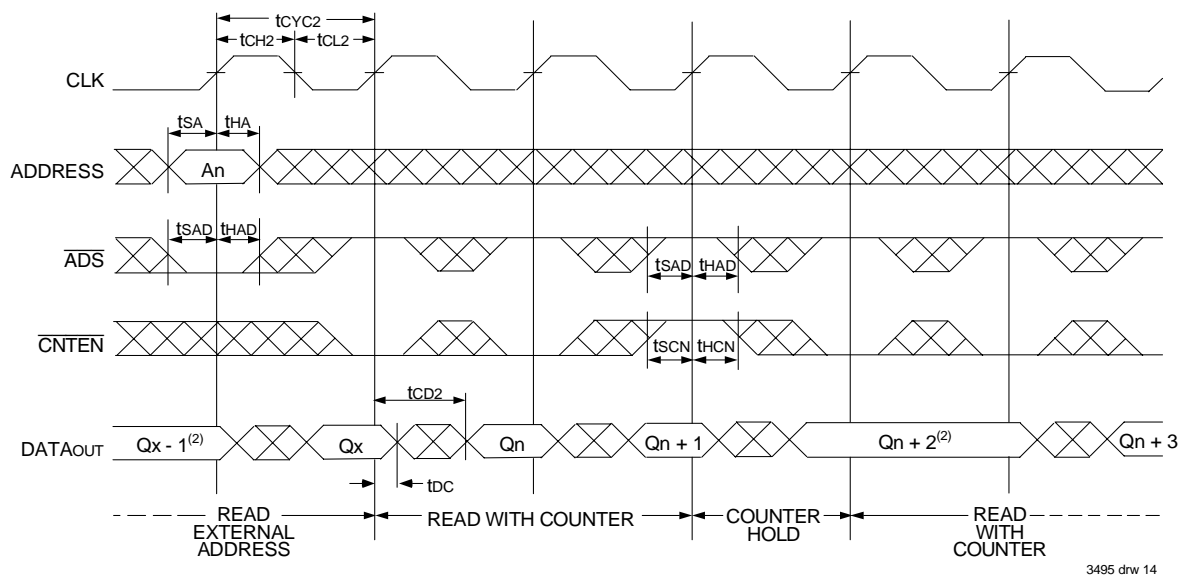 tCYC2
tCH2 tCL2
CLK
tSA tHA
ADDRESS An
tSAD tHAD
ADS
tSAD tHAD
CNTEN
tSCN tHCN
tCD2
DATAOUT Qx - 1(2) Qx Qn Qn + 1 Qn + 2(2) Qn + 3
tDC
READ EXTERNAL ADDRESS
READ WITH COUNTER
COUNTER HOLD
READ WITH COUNTER
3495 drw 14